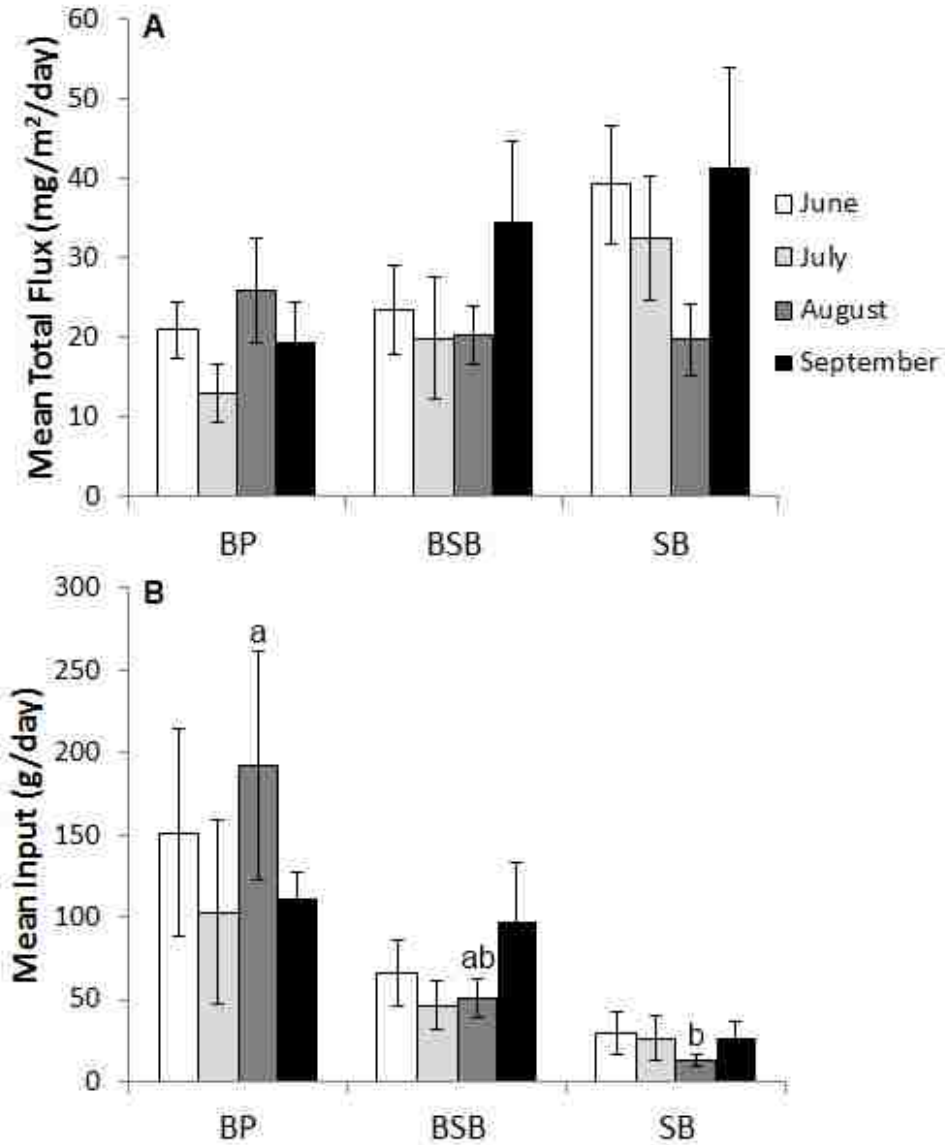 A
Mean Total Flux (mg/m²/day)
60
50
40
30
20
10
0
BP BSB SB
June
July
August
September
B
Mean Input (g/day)
300
250
200
150
100
50
0
a
ab
b
BP BSB SB